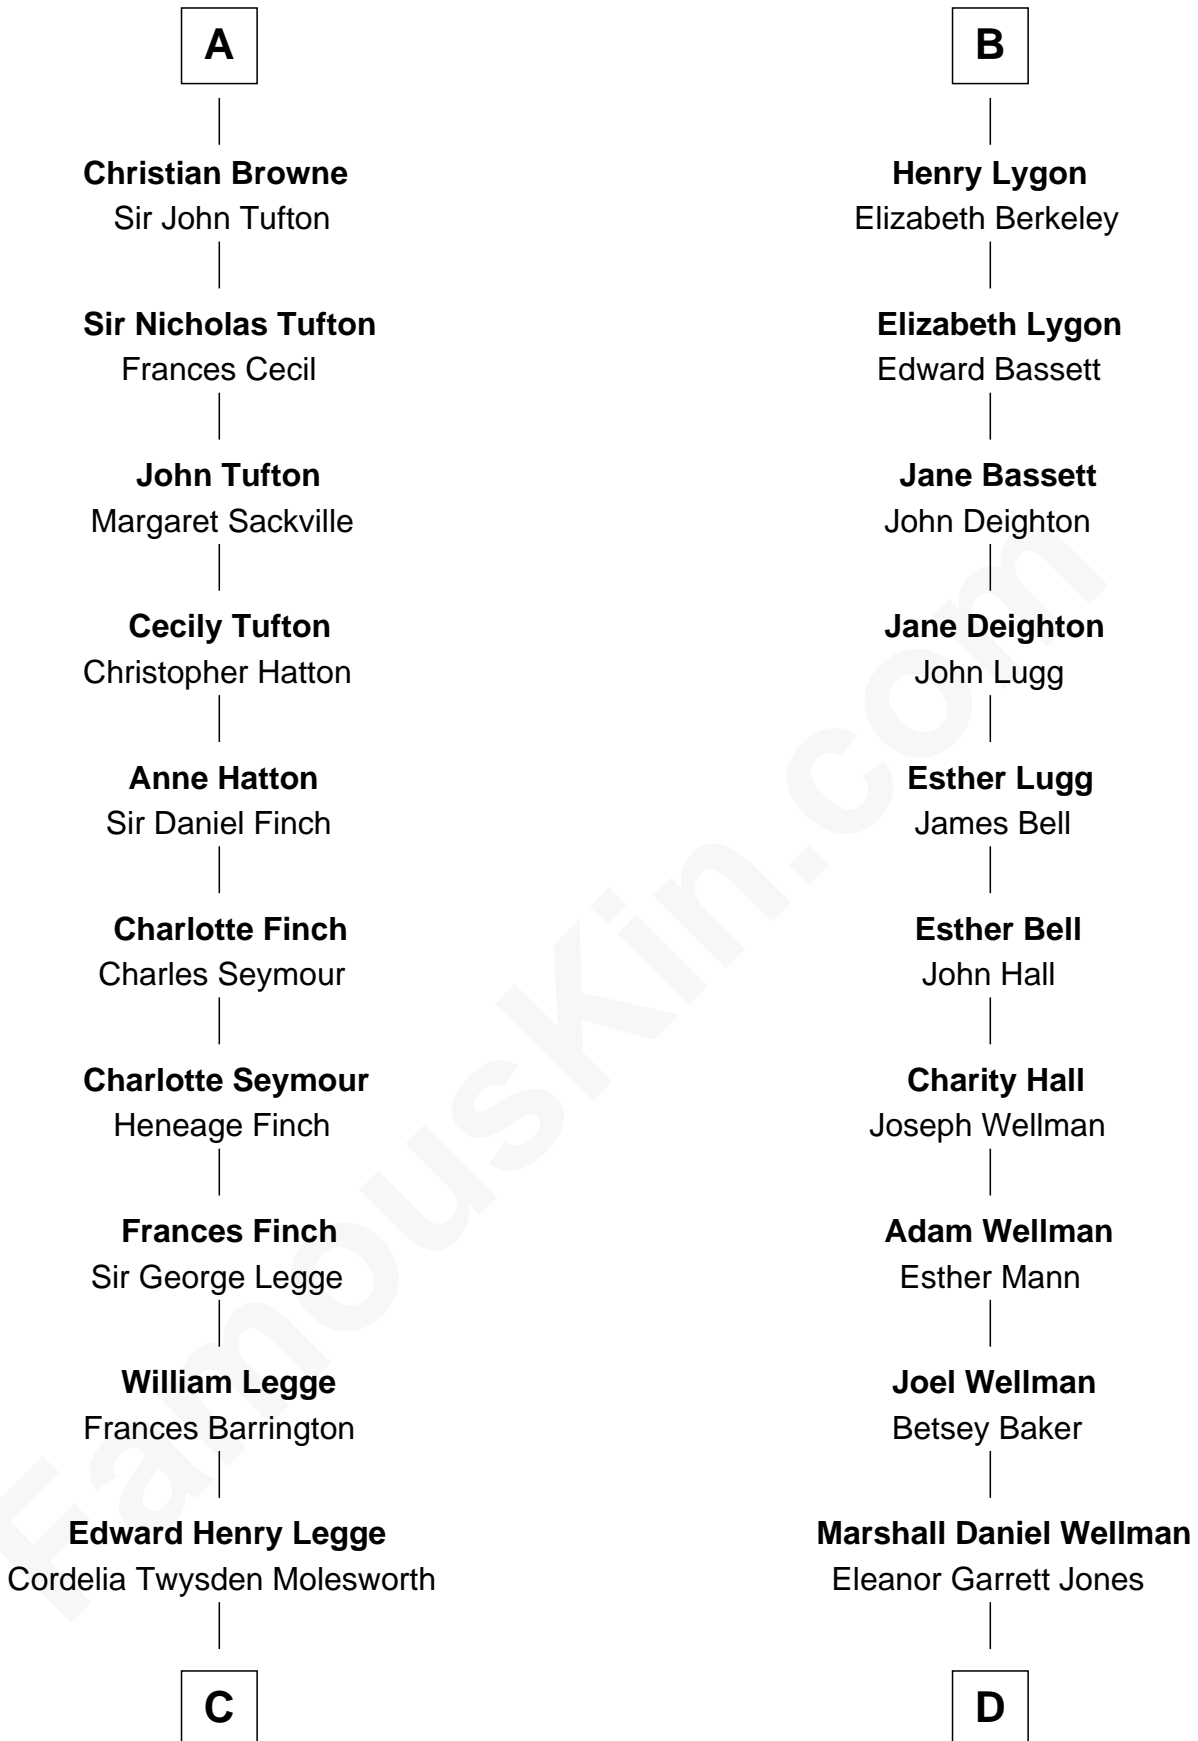 A
Christian Browne
Sir John Tufton
Sir Nicholas Tufton
Frances Cecil
John Tufton
Margaret Sackville
Cecily Tufton
Christopher Hatton
Anne Hatton
Sir Daniel Finch
Charlotte Finch
Charles Seymour
Charlotte Seymour
Heneage Finch
Frances Finch
Sir George Legge
William Legge
Frances Barrington
Edward Henry Legge
Cordelia Twysden Molesworth
C
B
Henry Lygon
Elizabeth Berkeley
Elizabeth Lygon
Edward Bassett
Jane Bassett
John Deighton
Jane Deighton
John Lugg
Esther Lugg
James Bell
Esther Bell
John Hall
Charity Hall
Joseph Wellman
Adam Wellman
Esther Mann
Joel Wellman
Betsey Baker
Marshall Daniel Wellman
Eleanor Garrett Jones
D
FamousKin.com